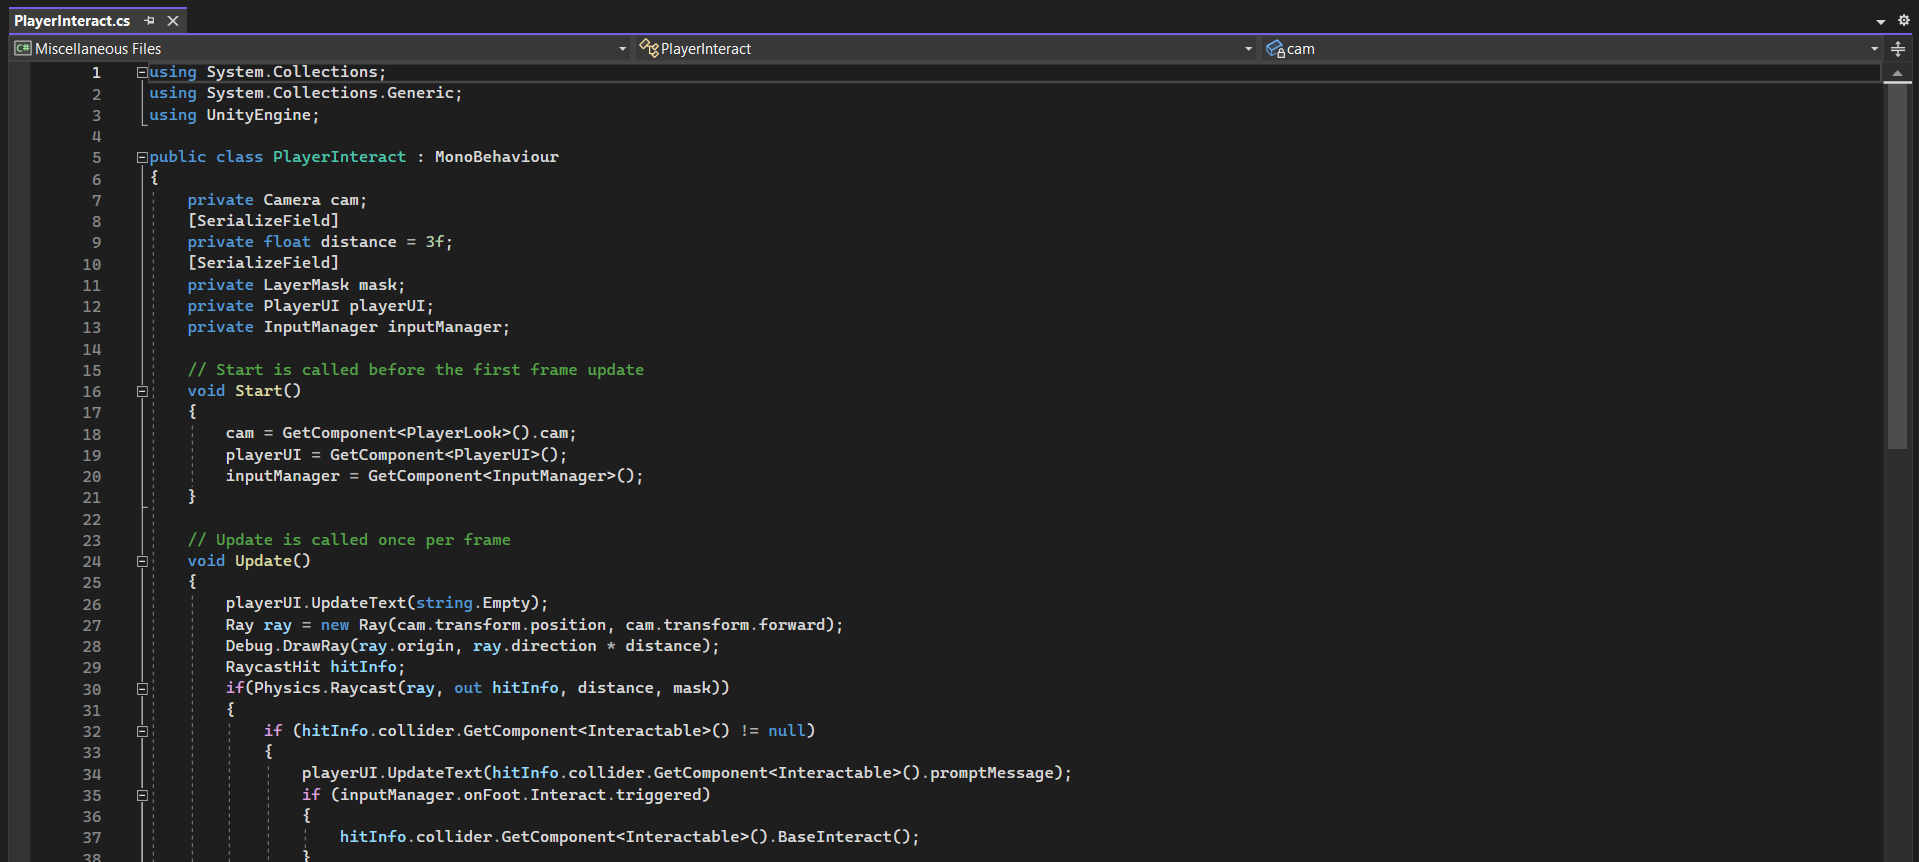 PlayerInteract.cs
C# Miscellaneous Files PlayerInteract cam
1 using System.Collections;
2 using System.Collections.Generic;
3 using UnityEngine;
4
5 public class PlayerInteract : MonoBehaviour
6 {
7 private Camera cam;
8 [SerializeField]
9 private float distance = 3f;
10 [SerializeField]
11 private LayerMask mask;
12 private PlayerUI playerUI;
13 private InputManager inputManager;
14
15 // Start is called before the first frame update
16 void Start()
17 {
18 cam = GetComponent<PlayerLook>().cam;
19 playerUI = GetComponent<PlayerUI>();
20 inputManager = GetComponent<InputManager>();
21 }
22
23 // Update is called once per frame
24 void Update()
25 {
26 playerUI.UpdateText(string.Empty);
27 Ray ray = new Ray(cam.transform.position, cam.transform.forward);
28 Debug.DrawRay(ray.origin, ray.direction * distance);
29 RaycastHit hitInfo;
30 if(Physics.Raycast(ray, out hitInfo, distance, mask))
31 {
32 if (hitInfo.collider.GetComponent<Interactable>() != null)
33 {
34 playerUI.UpdateText(hitInfo.collider.GetComponent<Interactable>().promptMessage);
35 if (inputManager.onFoot.Interact.triggered)
36 {
37 hitInfo.collider.GetComponent<Interactable>().BaseInteract();
38 }